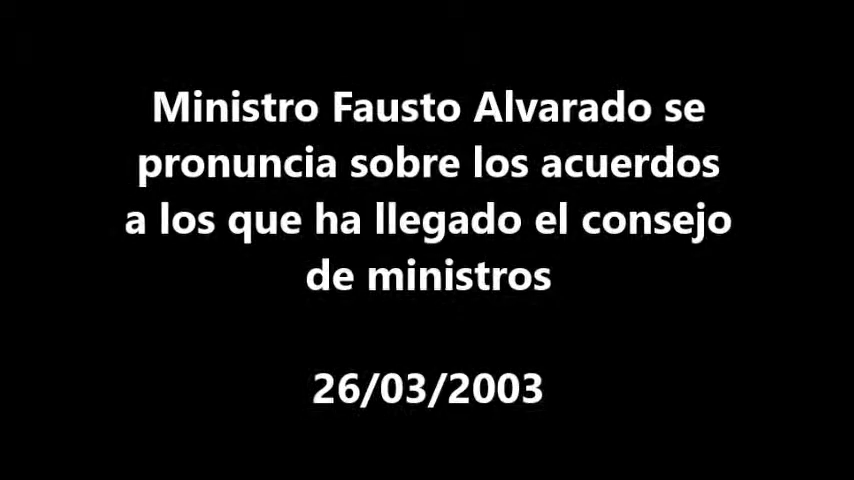 Ministro Fausto Alvarado se
pronuncia sobre los acuerdos
a los que ha llegado el consejo
de ministros
26/03/2003